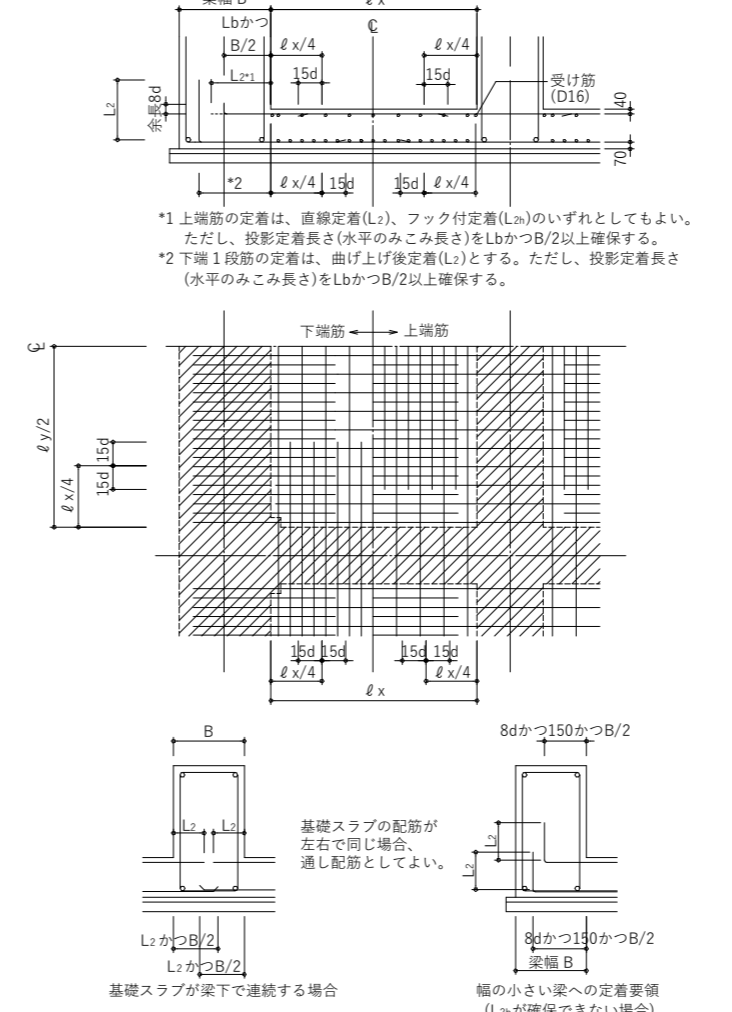 梁幅 B
ℓx
Lbかつ
B/2
ℓx/4
ℓx/4
L2*1
15d
15d
受け筋
(D16)
L2
余長8d
40
70
*2
ℓx/4
15d
15d
ℓx/4
*1 上端筋の定着は、直線定着(L2)、フック付定着(L2h)のいずれとしてもよい。
ただし、投影定着長さ(水平のみこみ長さ)をLbかつB/2以上確保する。
*2 下端1段筋の定着は、曲げ上げ後定着(L2)とする。ただし、投影定着長さ
(水平のみこみ長さ)をLbかつB/2以上確保する。
下端筋
上端筋
ℓy/2
ℓx/4
15d
15d
15d
15d
15d
15d
ℓx/4
ℓx/4
ℓx
B
L2
L2
基礎スラブの配筋が
左右で同じ場合、
通し配筋としてよい。
L2かつB/2
L2かつB/2
基礎スラブが梁下で連続する場合
8dかつ150かつB/2
L2
L2
8dかつ150かつB/2
梁幅 B
幅の小さい梁への定着要領
(L2hが確保できない場合)